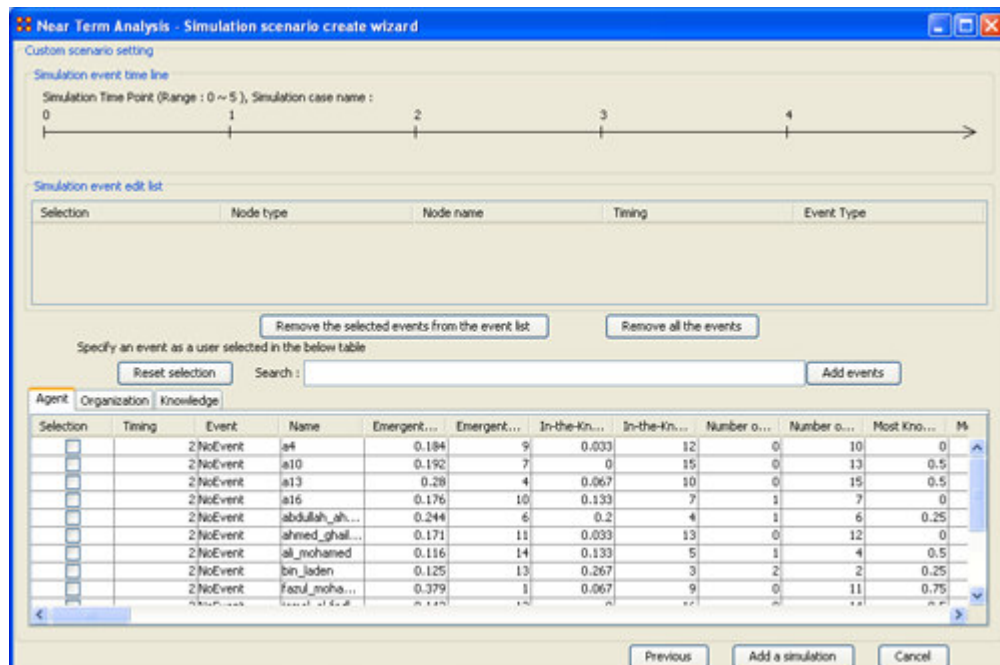 Near Term Analysis - Simulation scenario create wizard
Custom scenario setting
Simulation event time line
Simulation Time Point (Range : 0 ~ 5 ), Simulation case name :
0 1 2 3 4
Simulation event edit list
Selection Node type Node name Timing Event Type
Remove the selected events from the event list Remove all the events
Specify an event as a user selected in the below table
Reset selection Search : Add events
Agent Organization Knowledge
Selection Timing Event Name Emergent... Emergent... In-the-Kn... In-the-Kn... Number o... Number o... Most Kno...
2 NoEvent a4 0.184 9 0.033 12 0 10 0
2 NoEvent a10 0.192 7 0 15 0 13 0.5
2 NoEvent a13 0.28 4 0.067 10 0 15 0.5
2 NoEvent a16 0.176 10 0.133 7 1 7 0
2 NoEvent abdullah_ah... 0.244 6 0.2 4 1 6 0.25
2 NoEvent ahmed_ghail... 0.171 11 0.033 13 0 12 0
2 NoEvent ali_mohamed 0.116 14 0.133 5 1 4 0.5
2 NoEvent bin_laden 0.125 13 0.267 3 2 2 0.25
2 NoEvent fazul_moha... 0.379 1 0.067 9 0 11 0.75
Previous Add a simulation Cancel